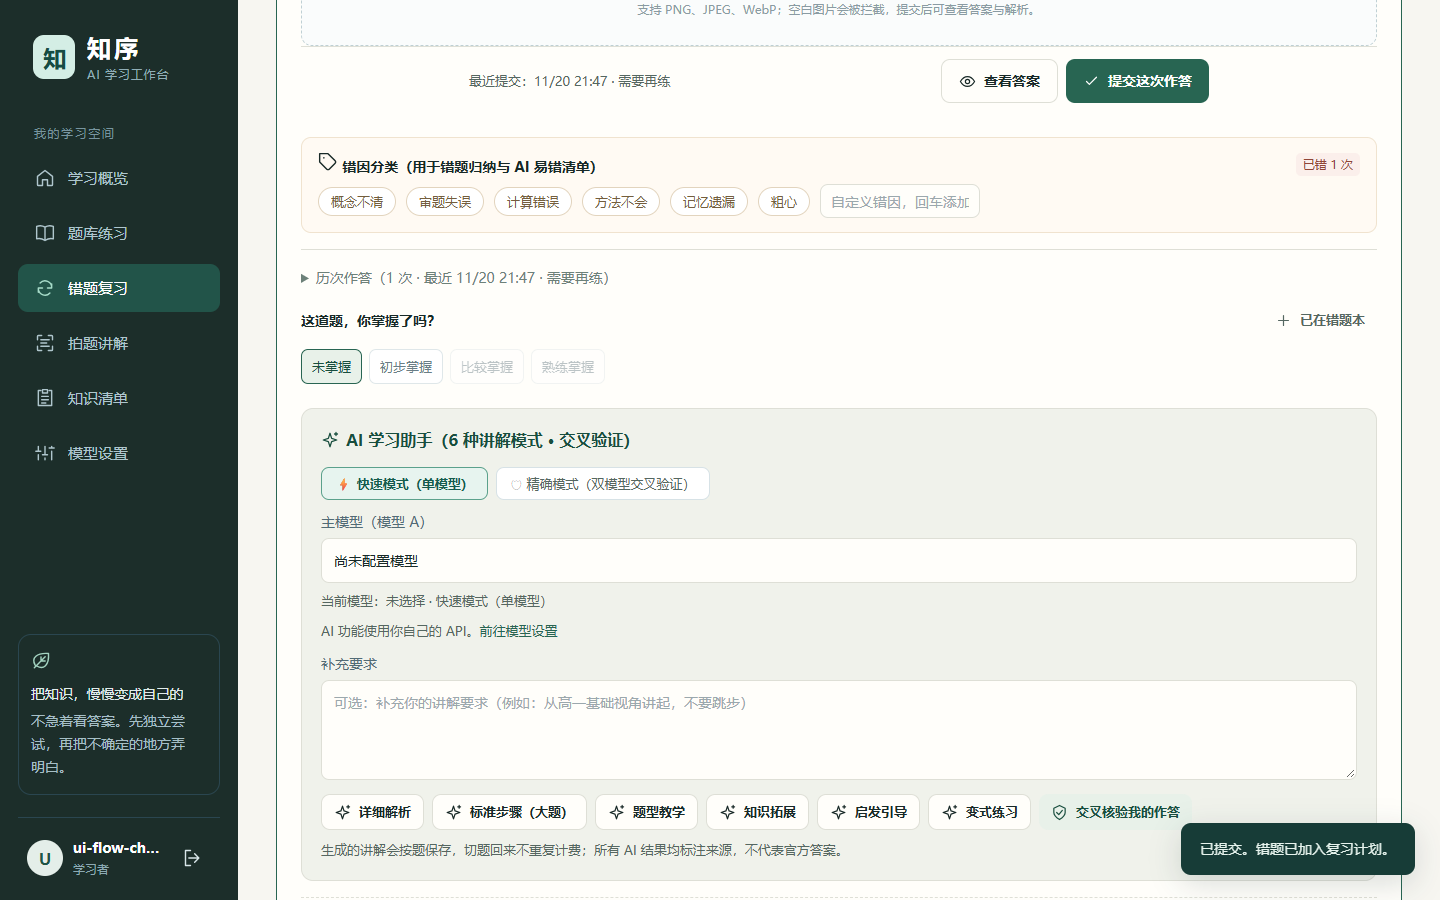 知
知序
AI 学习工作台
我的学习空间
学习概览
题库练习
错题复习
拍题讲解
知识清单
模型设置
把知识，慢慢变成自己的
不急着看答案。先独立尝
试，再把不确定的地方弄
明白。
U
ui-flow-ch...
学习者
支持 PNG、JPEG、WebP；空白图片会被拦截，提交后可查看答案与解析。
最近提交：11/20 21:47 · 需要再练
查看答案
提交这次作答
错因分类（用于错题归纳与 AI 易错清单）
已错 1 次
概念不清
审题失误
计算错误
方法不会
记忆遗漏
粗心
自定义错因，回车添加
历次作答（1 次 · 最近 11/20 21:47 · 需要再练）
这道题，你掌握了吗？
已在错题本
未掌握
初步掌握
比较掌握
熟练掌握
AI 学习助手（6 种讲解模式 • 交叉验证）
快速模式（单模型）
精确模式（双模型交叉验证）
主模型（模型 A）
尚未配置模型
当前模型：未选择 · 快速模式（单模型）
AI 功能使用你自己的 API。前往模型设置
补充要求
可选：补充你的讲解要求（例如：从高一基础视角讲起，不要跳步）
详细解析
标准步骤（大题）
题型教学
知识拓展
启发引导
变式练习
交叉核验我的作答
生成的讲解会按题保存，切题回来不重复计费；所有 AI 结果均标注来源，不代表官方答案。
已提交。错题已加入复习计划。